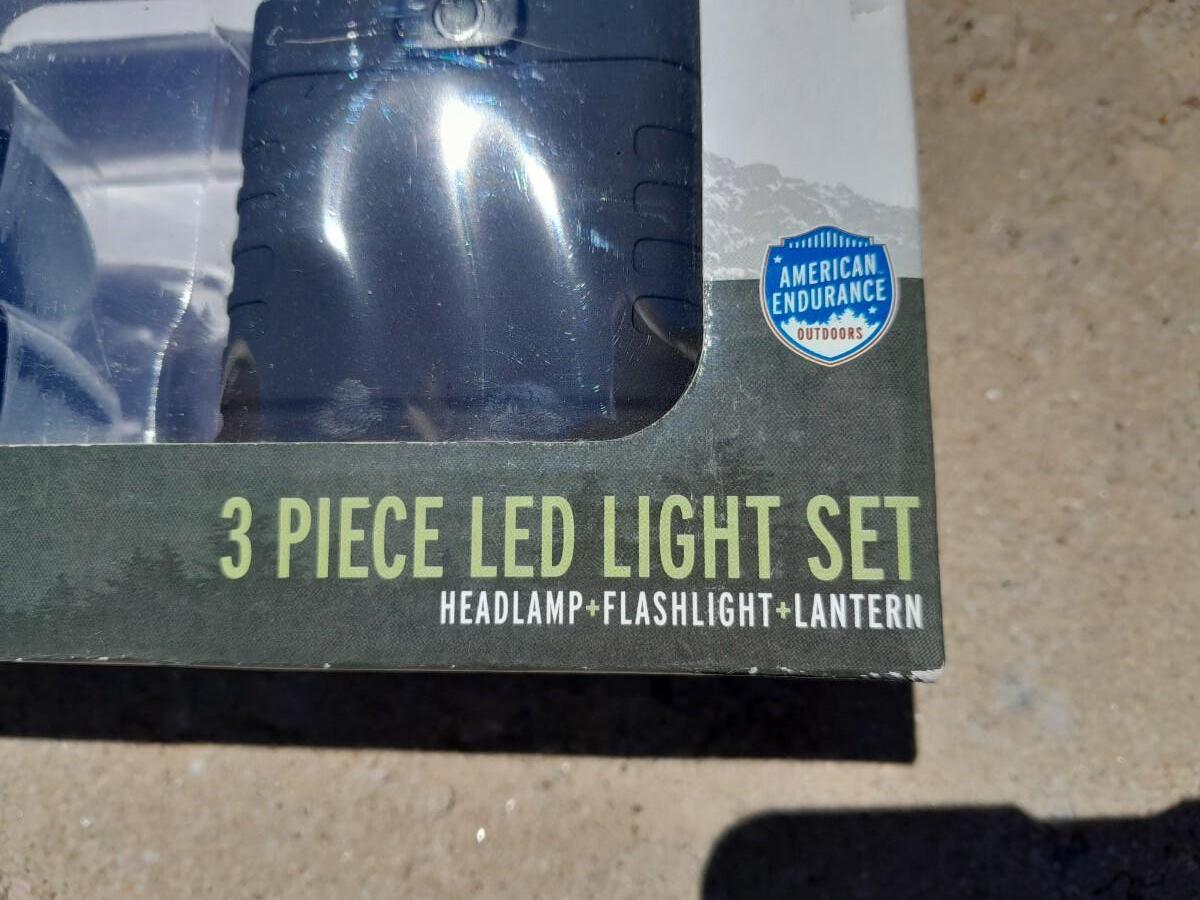 AMERICAN
ENDURANCE
OUTDOORS
3 PIECE LED LIGHT SET
HEADLAMP+FLASHLIGHT+LANTERN